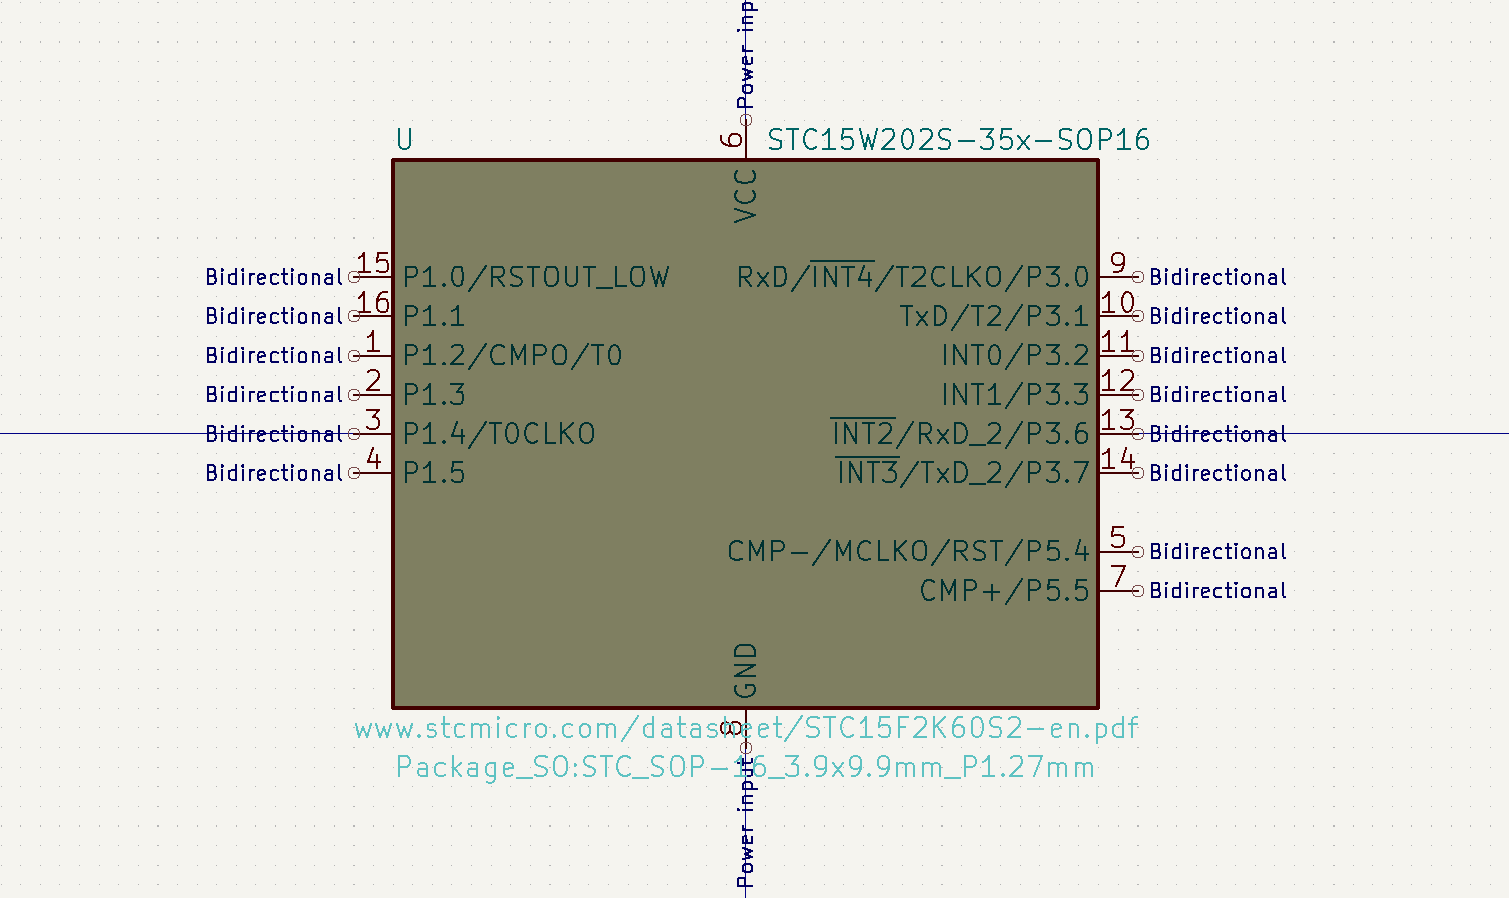 Power inp
6
U
STC15W202S-35x-SOP16
VCC
Bidirectional 15 P1.0/RSTOUT_LOW RxD/INT4/T2CLKO/P3.0 9 Bidirectional
Bidirectional 16 P1.1 TxD/T2/P3.1 10 Bidirectional
Bidirectional 1 P1.2/CMPO/T0 INT0/P3.2 11 Bidirectional
Bidirectional 2 P1.3 INT1/P3.3 12 Bidirectional
Bidirectional 3 P1.4/T0CLKO INT2/RxD_2/P3.6 13 Bidirectional
Bidirectional 4 P1.5 INT3/TxD_2/P3.7 14 Bidirectional
CMP-/MCLKO/RST/P5.4 5 Bidirectional
CMP+/P5.5 7 Bidirectional
GND
8
www.stcmicro.com/datasheet/STC15F2K60S2-en.pdf
Package_SO:STC_SOP-16_3.9x9.9mm_P1.27mm
Power input